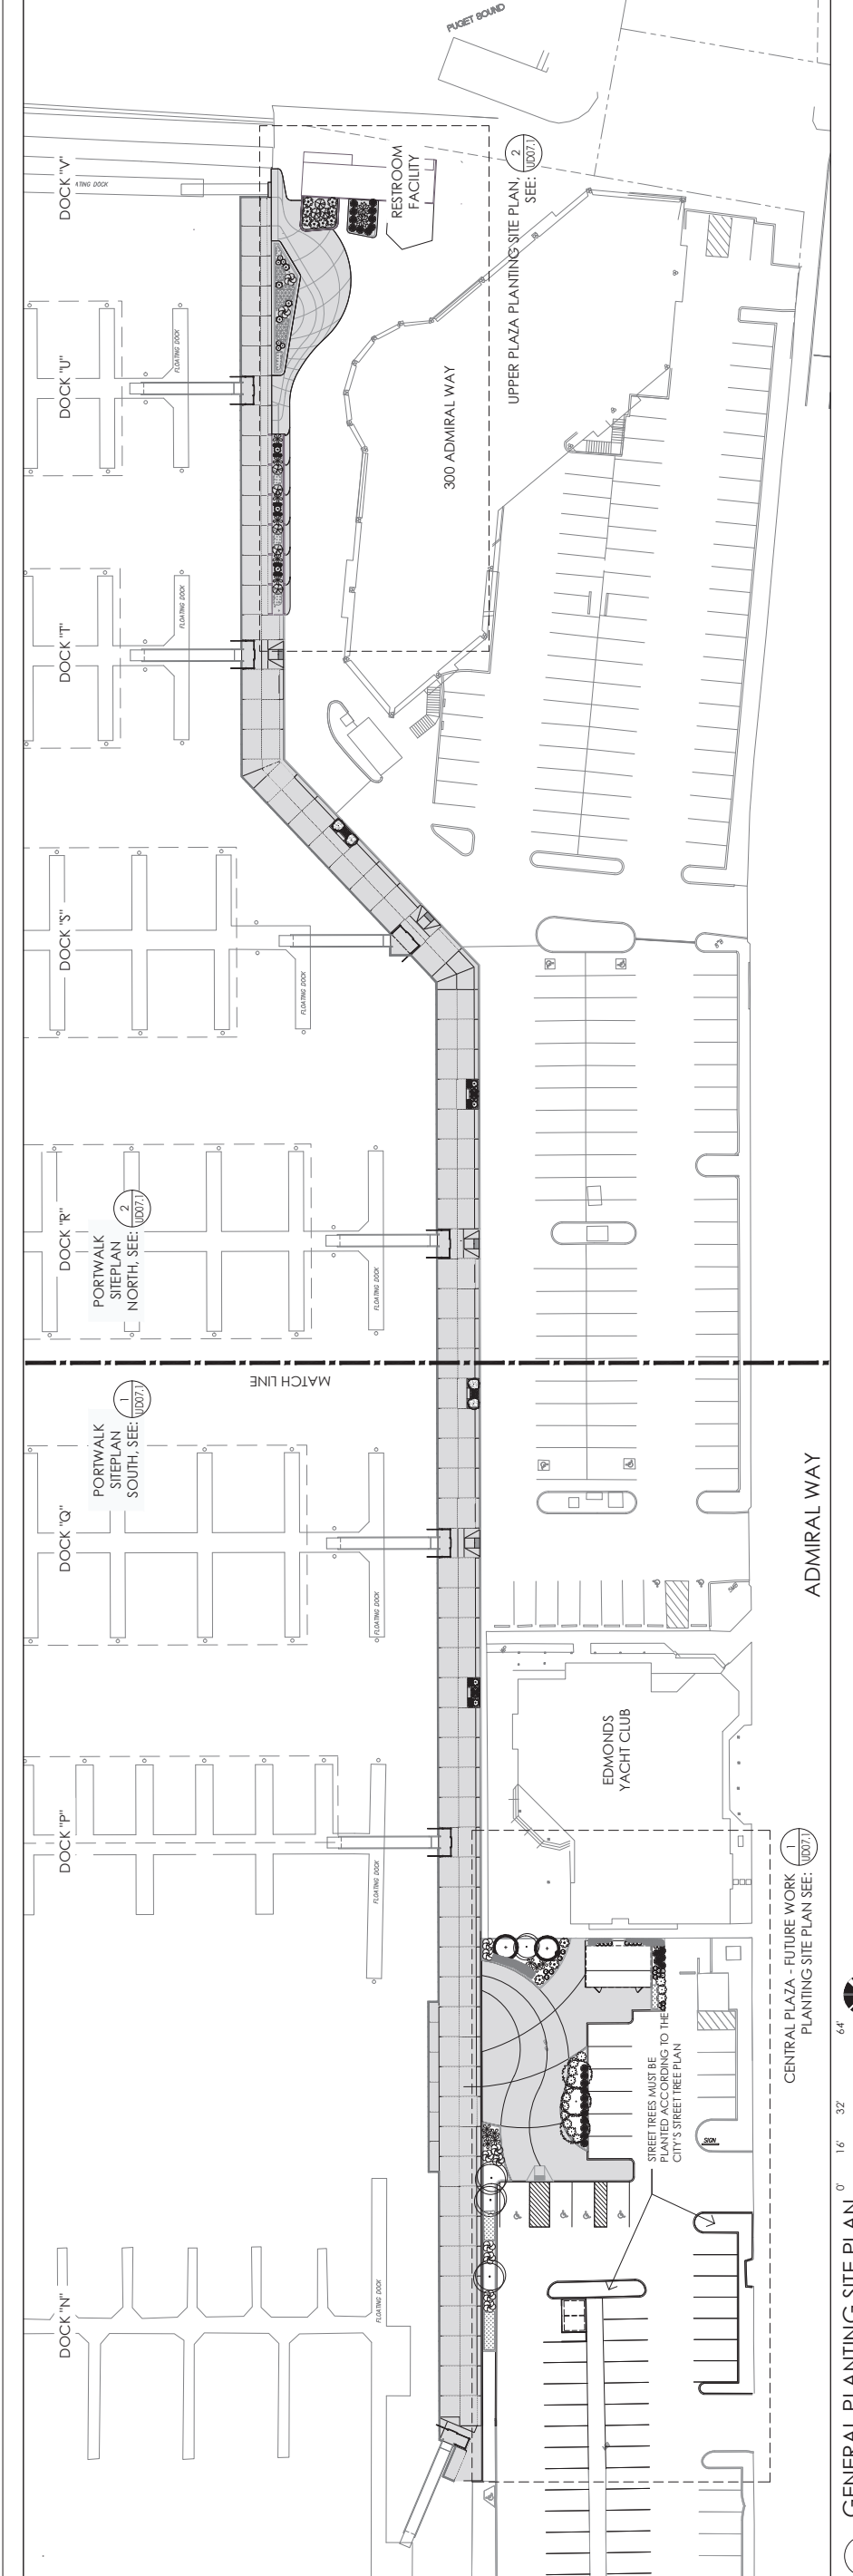 PUGET SOUND
DOCK "V"
ATING DOCK
RESTROOM
FACILITY
2
UD07.1
UPPER PLAZA PLANTING SITE PLAN,
SEE:
DOCK "U"
FLOATING DOCK
300 ADMIRAL WAY
DOCK "T"
FLOATING DOCK
DOCK "S"
FLOATING DOCK
DOCK "R"
PORTWALK
SITEPLAN
NORTH, SEE:
2
UD07.1
FLOATING DOCK
MATCH LINE
PORTWALK
SITEPLAN
SOUTH, SEE:
1
UD07.1
DOCK "Q"
FLOATING DOCK
ADMIRAL WAY
EDMONDS
YACHT CLUB
DOCK "P"
FLOATING DOCK
CENTRAL PLAZA - FUTURE WORK
PLANTING SITE PLAN SEE:
1
UD07.1
STREET TREES MUST BE
PLANTED ACCORDING TO THE
CITY'S STREET TREE PLAN
SIGN
DOCK "N"
FLOATING DOCK
0' 16' 32' 64'
GENERAL PLANTING SITE PLAN